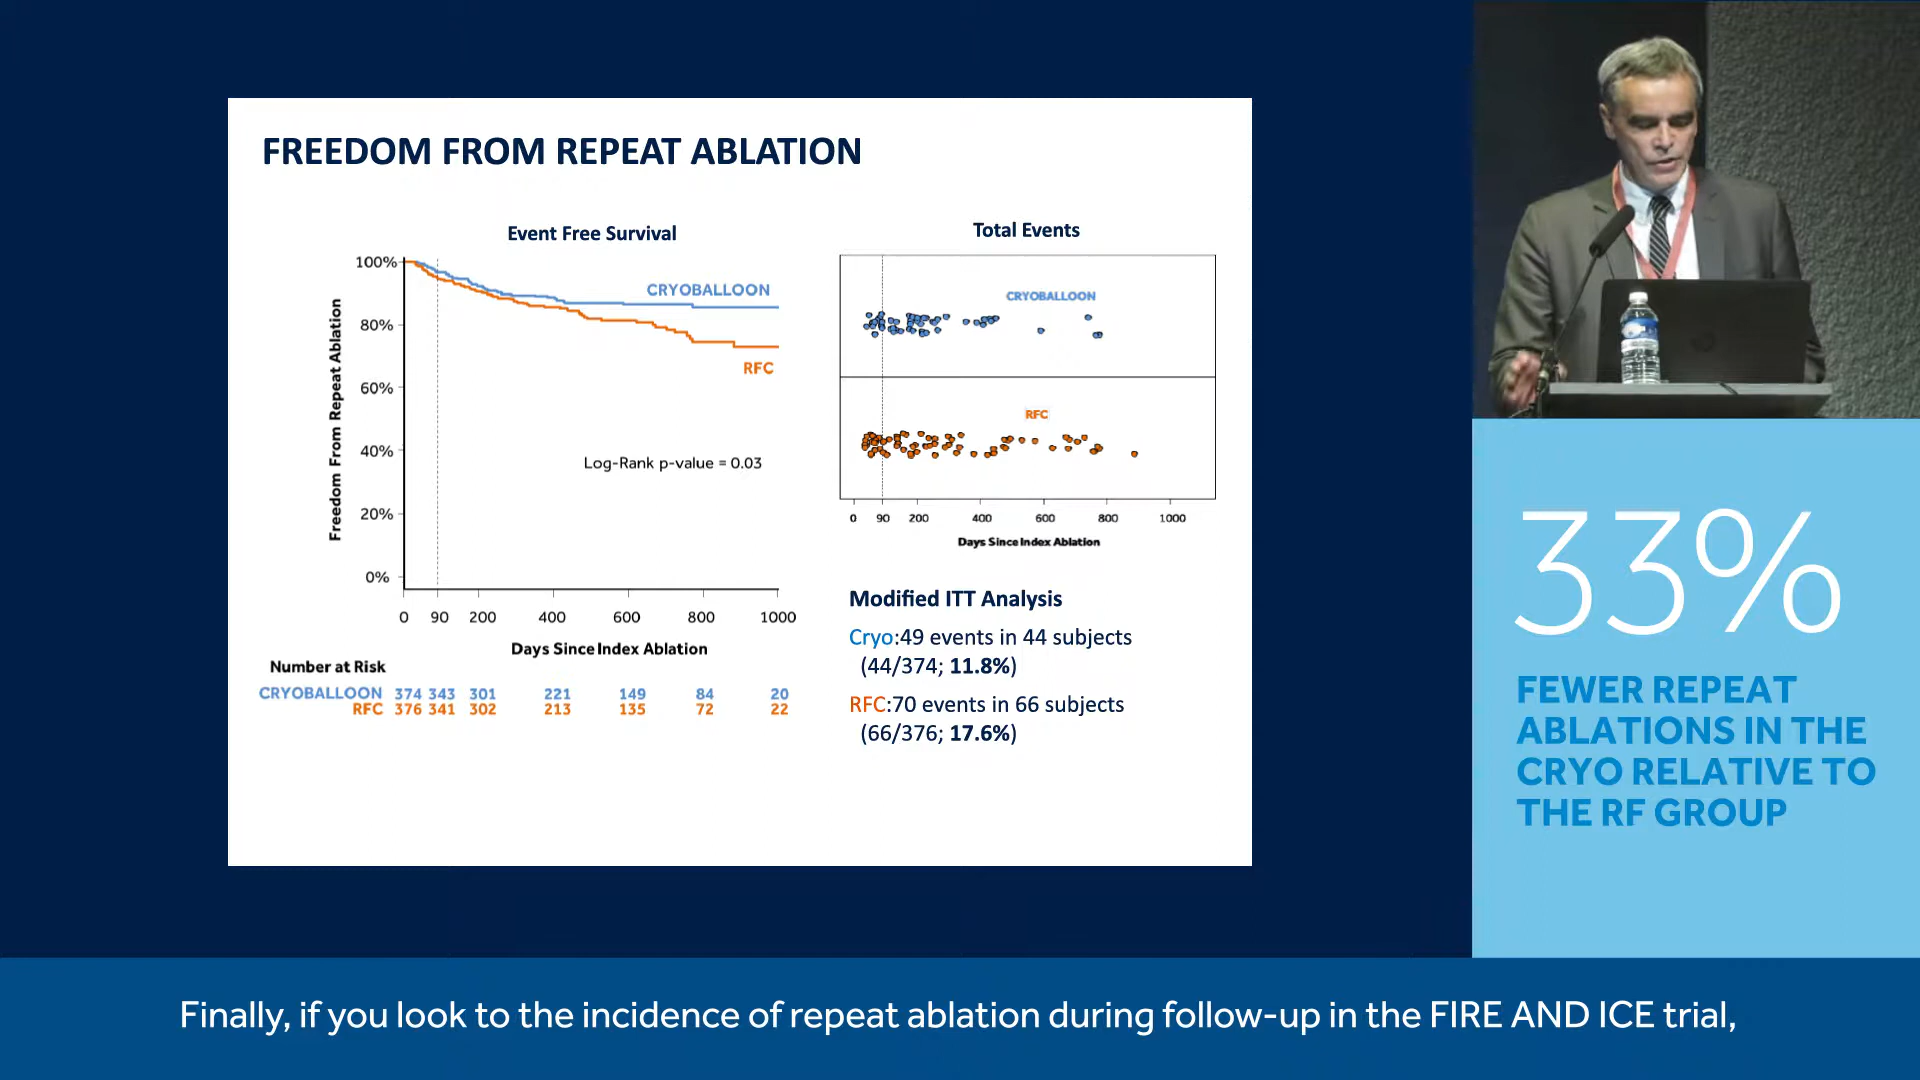 FREEDOM FROM REPEAT ABLATION
Event Free Survival
100%
80%
60%
40%
20%
0%
Freedom From Repeat Ablation
CRYOBALLOON
RFC
Log-Rank p-value = 0.03
0 90 200 400 600 800 1000
Days Since Index Ablation
Number at Risk
CRYOBALLOON 374 343 301 221 149 84 20
RFC 376 341 302 213 135 72 22
Total Events
CRYOBALLOON
RFC
0 90 200 400 600 800 1000
Days Since Index Ablation
Modified ITT Analysis
Cryo:49 events in 44 subjects
(44/374; 11.8%)
RFC:70 events in 66 subjects
(66/376; 17.6%)
33%
FEWER REPEAT
ABLATIONS IN THE
CRYO RELATIVE TO
THE RF GROUP
Finally, if you look to the incidence of repeat ablation during follow-up in the FIRE AND ICE trial,